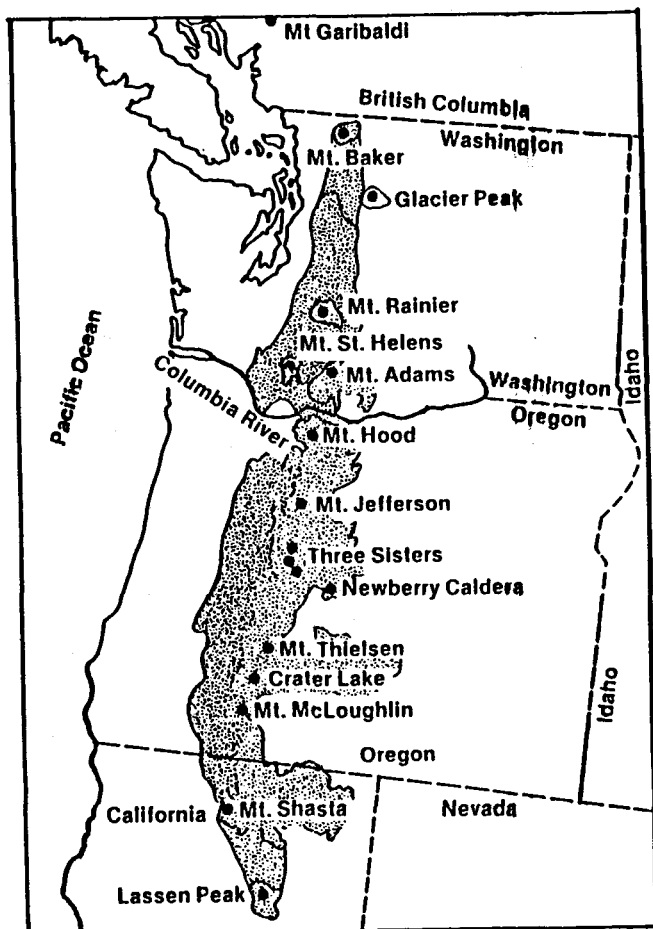 Mt Garibaldi
British Columbia
Washington
Mt. Baker
Glacier Peak
Mt. Rainier
Mt. St. Helens
Mt. Adams
Columbia River
Pacific Ocean
Washington
Oregon
Idaho
Mt. Hood
Mt. Jefferson
Three Sisters
Newberry Caldera
Mt. Thielsen
Crater Lake
Mt. McLoughlin
Idaho
Oregon
California
Mt. Shasta
Nevada
Lassen Peak